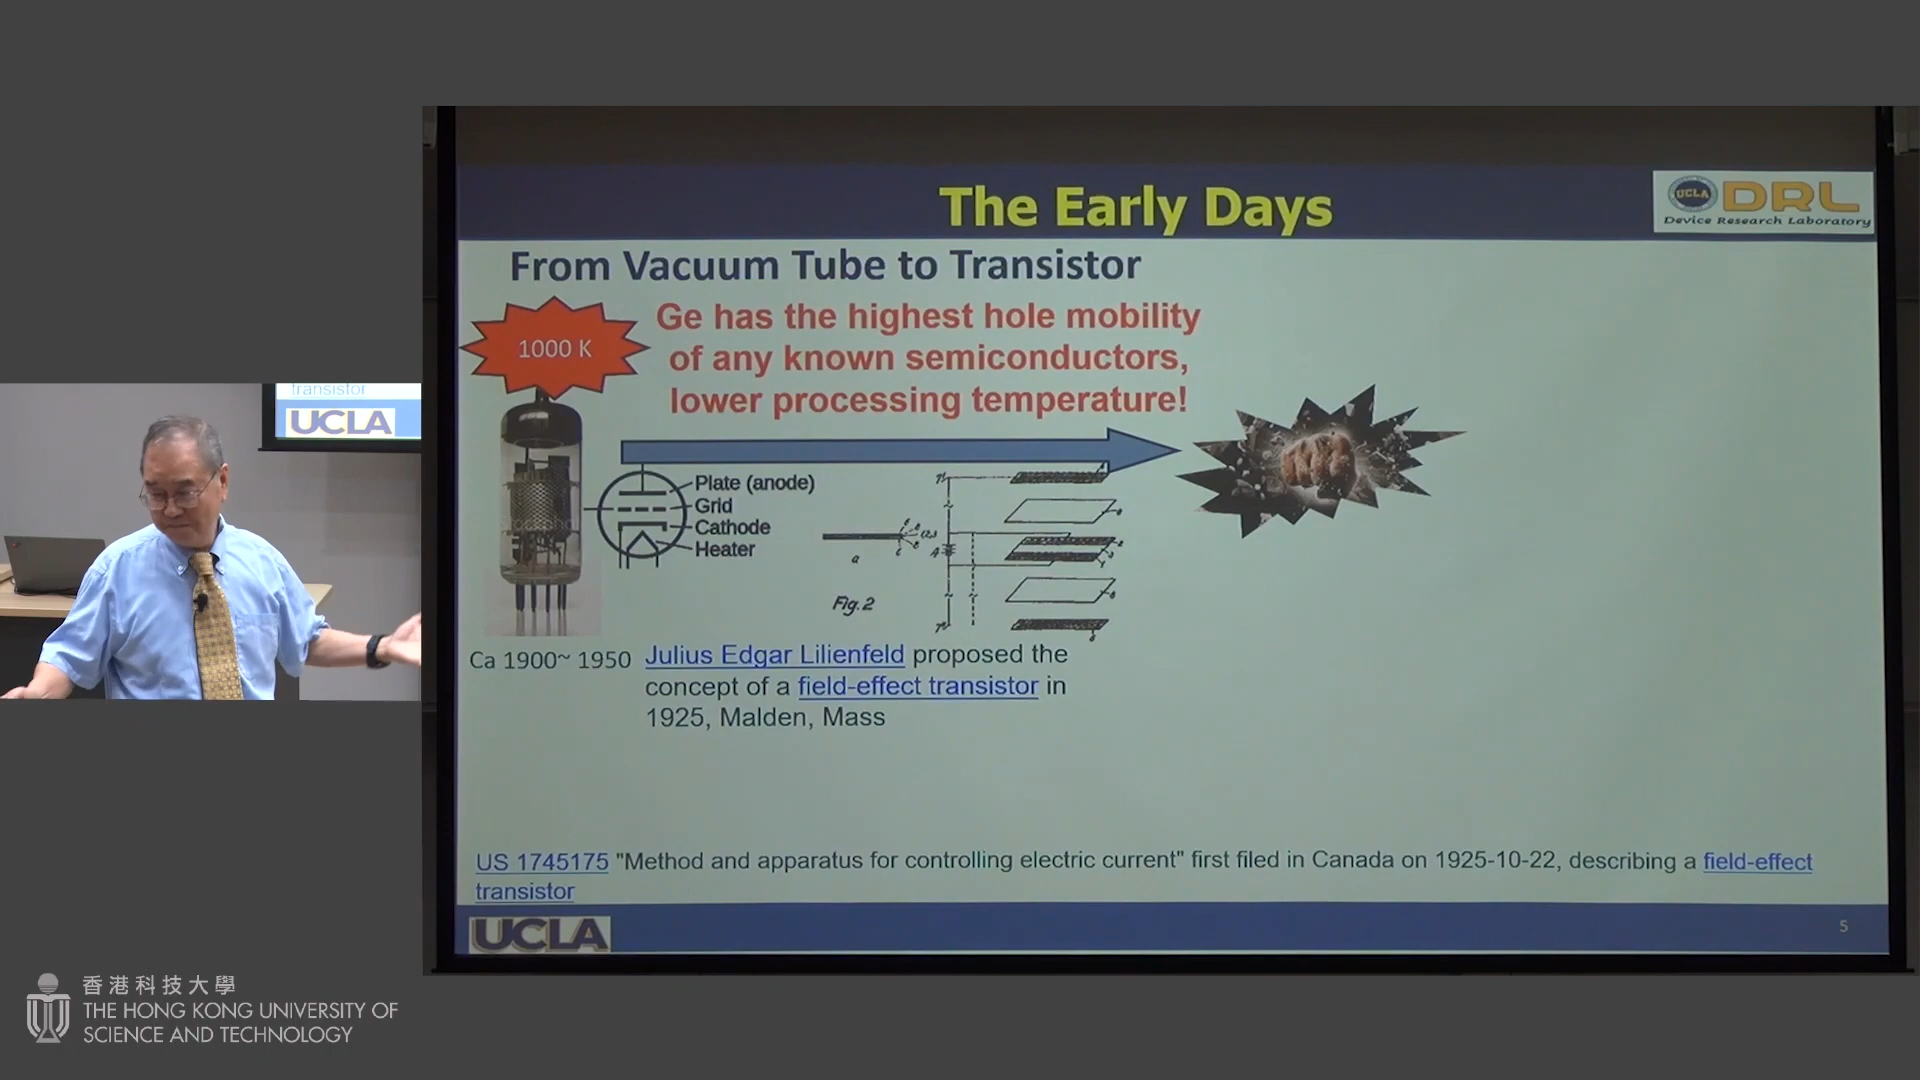 The Early Days
UCLA DRL
Device Research Laboratory
From Vacuum Tube to Transistor
1000 K
Ge has the highest hole mobility
of any known semiconductors,
lower processing temperature!
Plate (anode)
Grid
Cathode
Heater
a
Fig.2
Ca 1900~ 1950
Julius Edgar Lilienfeld proposed the
concept of a field-effect transistor in
1925, Malden, Mass
US 1745175 "Method and apparatus for controlling electric current" first filed in Canada on 1925-10-22, describing a field-effect
transistor
UCLA
5
transistor
UCLA
香港科技大學
THE HONG KONG UNIVERSITY OF
SCIENCE AND TECHNOLOGY